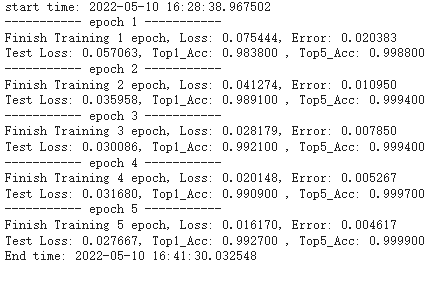 start time: 2022-05-10 16:28:38.967502
----------- epoch 1 -----------
Finish Training 1 epoch, Loss: 0.075444, Error: 0.020383
Test Loss: 0.057063, Top1_Acc: 0.983800 , Top5_Acc: 0.998800
----------- epoch 2 -----------
Finish Training 2 epoch, Loss: 0.041274, Error: 0.010950
Test Loss: 0.035958, Top1_Acc: 0.989100 , Top5_Acc: 0.999400
----------- epoch 3 -----------
Finish Training 3 epoch, Loss: 0.028179, Error: 0.007850
Test Loss: 0.030086, Top1_Acc: 0.992100 , Top5_Acc: 0.999400
----------- epoch 4 -----------
Finish Training 4 epoch, Loss: 0.020148, Error: 0.005267
Test Loss: 0.031680, Top1_Acc: 0.990900 , Top5_Acc: 0.999700
----------- epoch 5 -----------
Finish Training 5 epoch, Loss: 0.016170, Error: 0.004617
Test Loss: 0.027667, Top1_Acc: 0.992700 , Top5_Acc: 0.999900
End time: 2022-05-10 16:41:30.032548